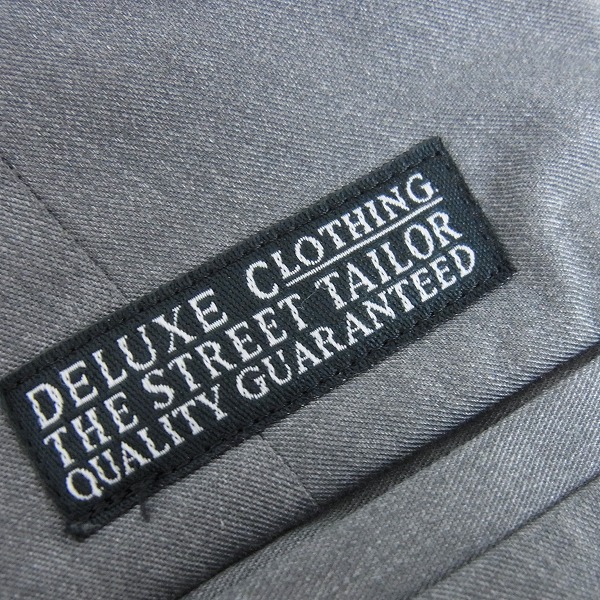 DELUXE CLOTHING
THE STREET TAILOR
QUALITY GUARANTEED